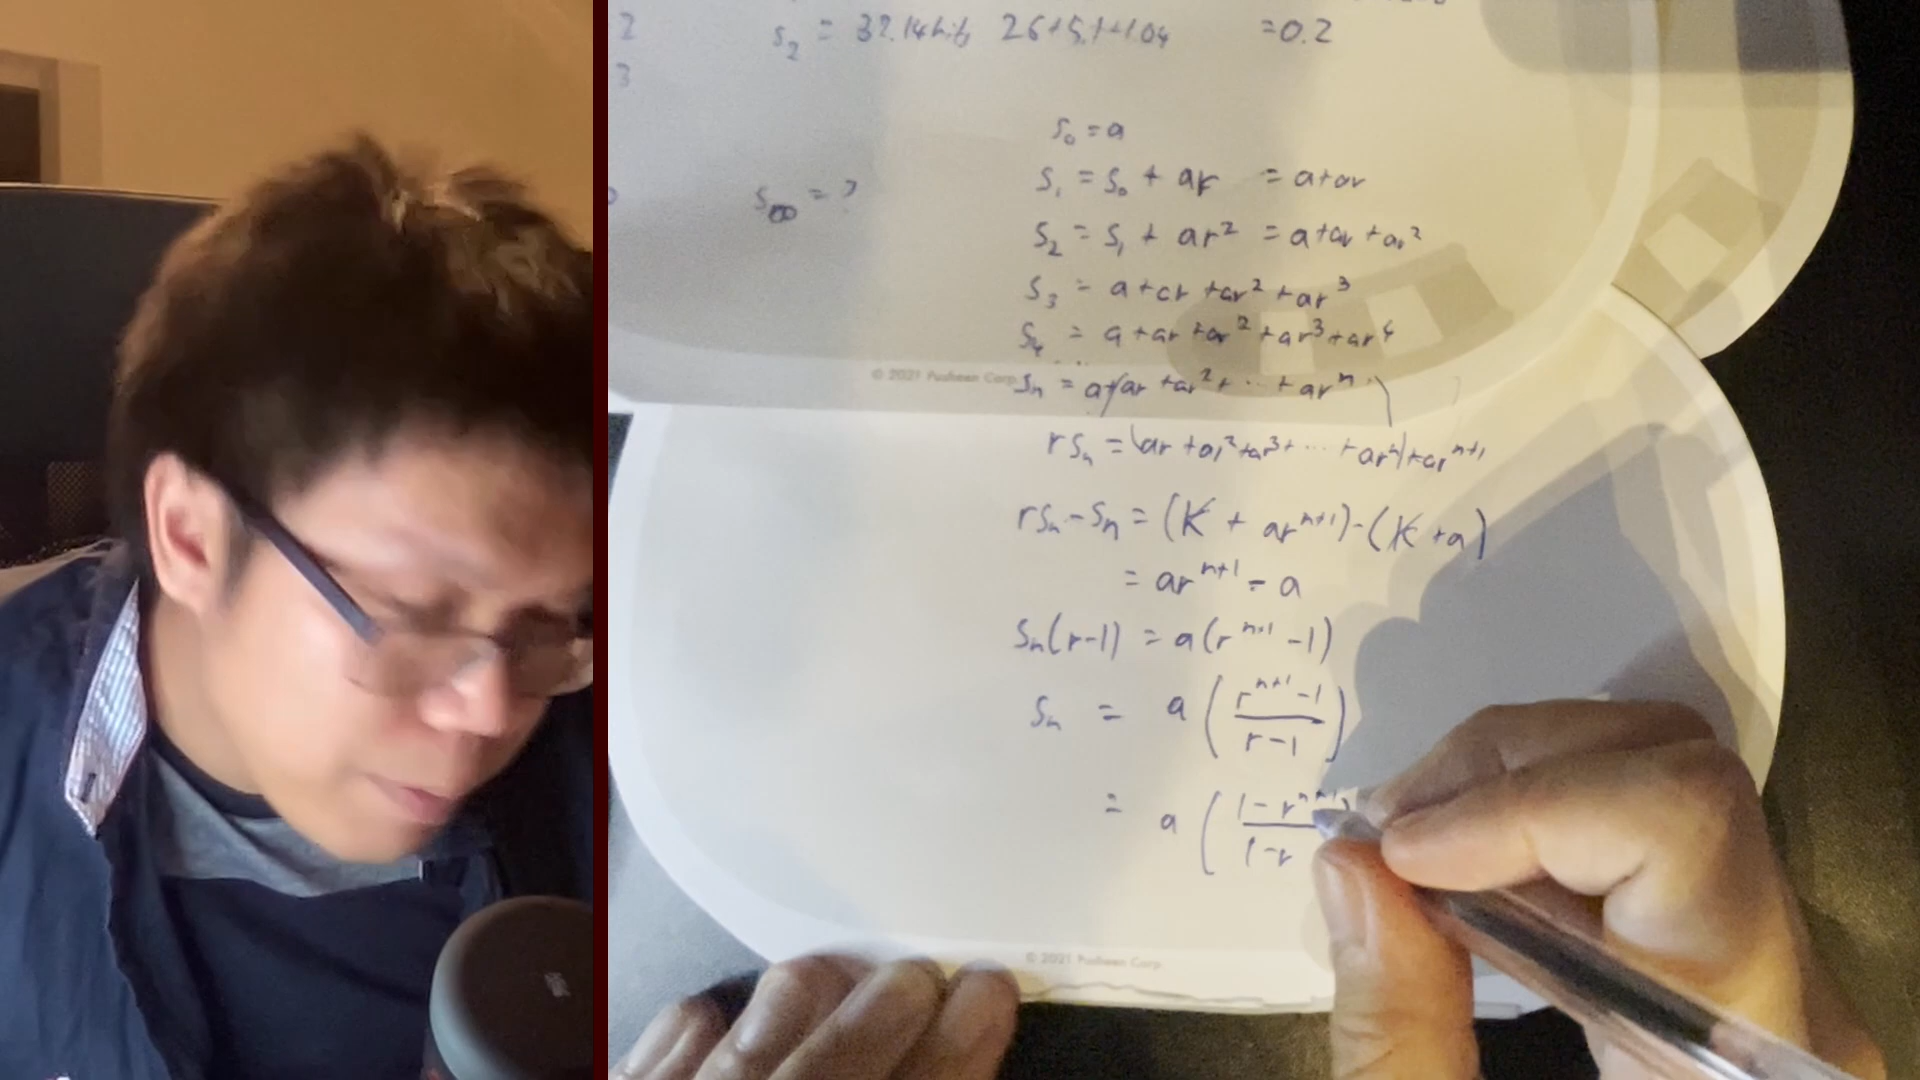 2 s₂ = 32.14 26+5.1+1.04 =0.2
3
s₀ = a
s₁ = s₀ + ar = a+ar
s∞ = ?
s₂ = s₁ + ar² = a+ar+ar²
s₃ = a+ar+ar²+ar³
s₄ = a+ar+ar²+ar³+ar⁴
...
© 2021 Pusheen Corp.
sₙ = a+(ar+ar²+...+arⁿ)
rsₙ = (ar+ar²+ar³+...+arⁿ)+arⁿ⁺¹
rsₙ-sₙ = (K + arⁿ⁺¹)-(K+a)
= arⁿ⁺¹ - a
sₙ(r-1) = a(rⁿ⁺¹ -1)
sₙ = a((rⁿ⁺¹-1)/(r-1))
= a((1-rⁿ⁺¹)/(1-r
© 2021 Pusheen Corp.